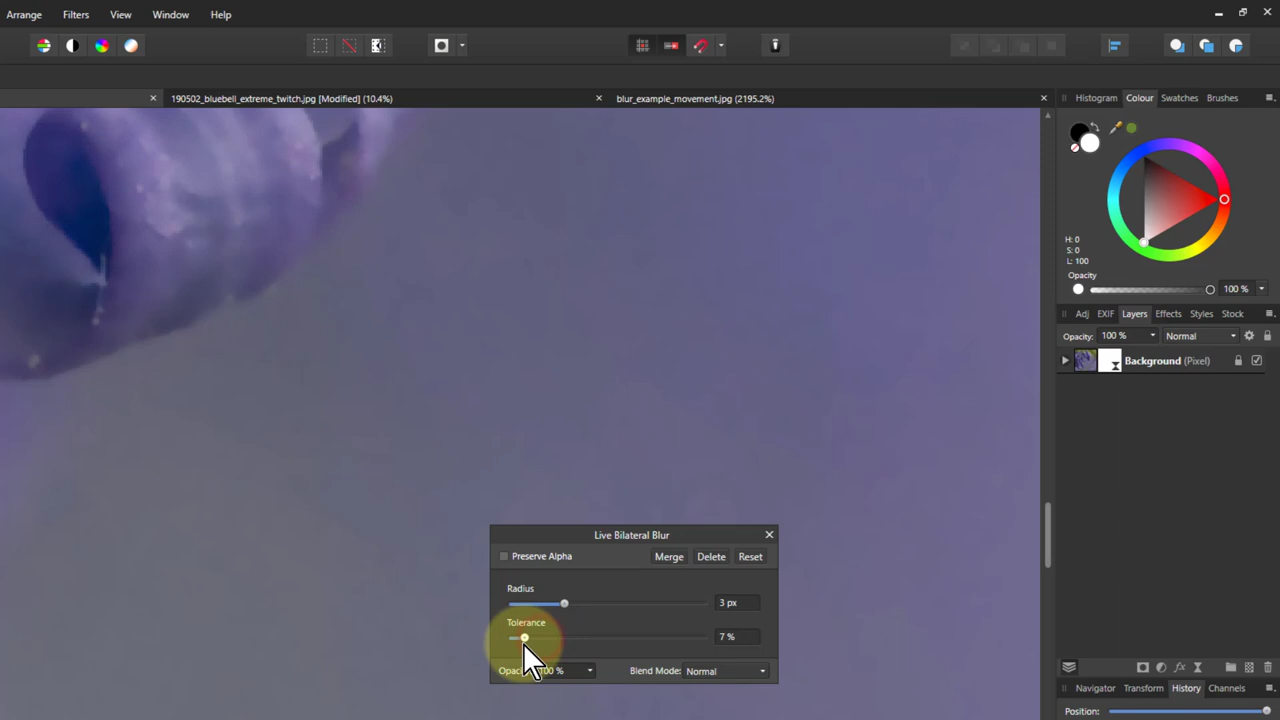 Arrange Filters View Window Help
190502_bluebell_extreme_twitch.jpg [Modified] (10.4%) blur_example_movement.jpg (2195.2%)
Histogram Colour Swatches Brushes
H: 0
S: 0
L: 100
Opacity
100 %
Adj EXIF Layers Effects Styles Stock
Opacity: 100 % Normal
Background (Pixel)
Live Bilateral Blur
Preserve Alpha Merge Delete Reset
Radius
3 px
Tolerance
7 %
100 % Blend Mode: Normal
Navigator Transform History Channels
Position: